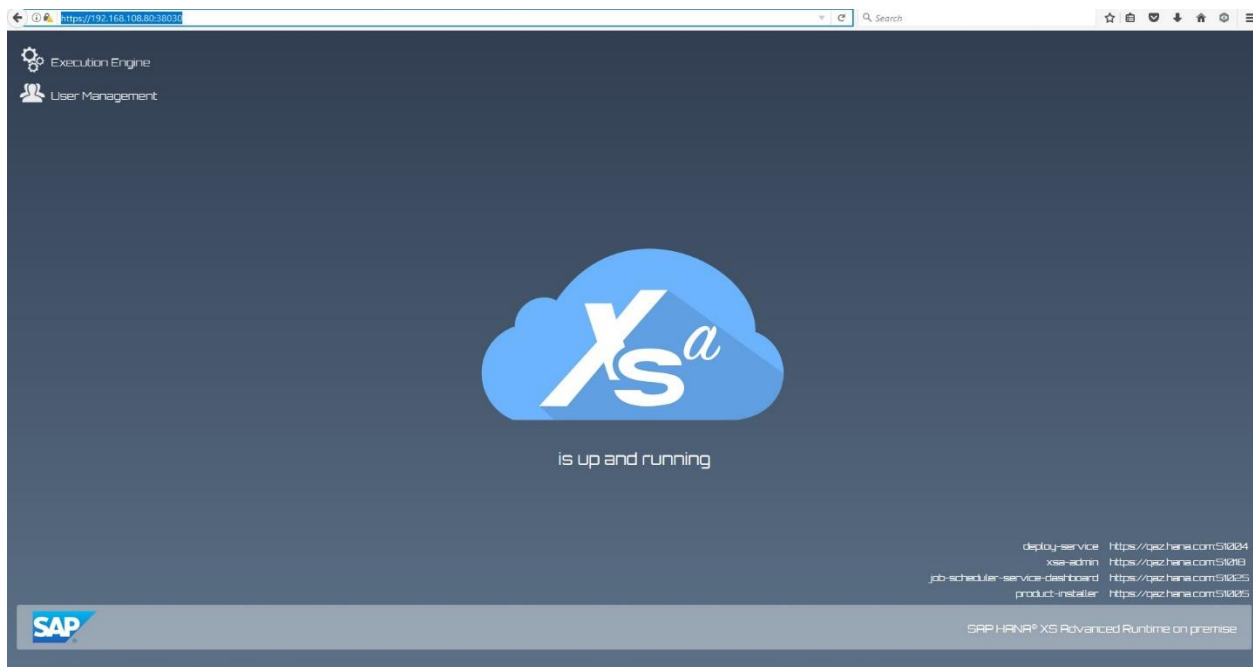 https://192.168.108.80:38030
Search
Execution Engine
User Management
XSa
is up and running
deploy-service https://qaz.hana.com:51004
xsa-admin https://qaz.hana.com:51018
job-scheduler-service-dashboard https://qaz.hana.com:51025
product-installer https://qaz.hana.com:51005
SAP
SAP HANA® XS Advanced Runtime on premise